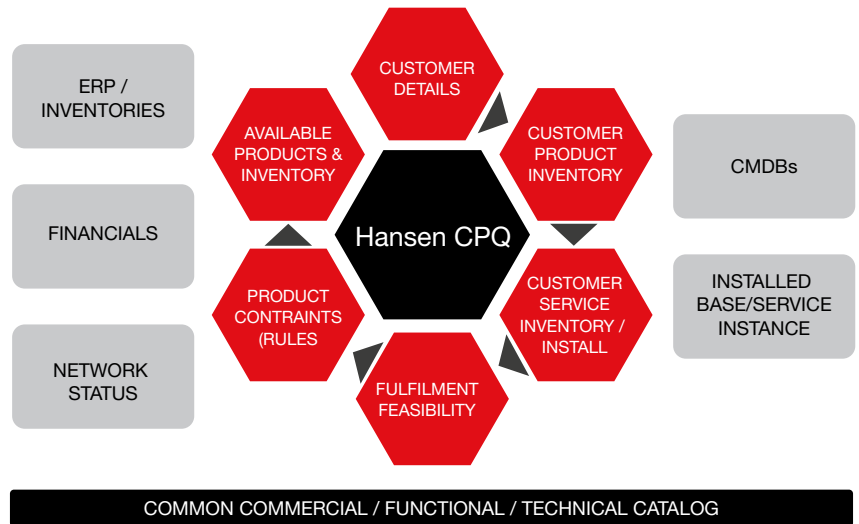 ERP /
INVENTORIES
FINANCIALS
NETWORK
STATUS
CUSTOMER
DETAILS
AVAILABLE
PRODUCTS &
INVENTORY
CUSTOMER
PRODUCT
INVENTORY
Hansen CPQ
PRODUCT
CONTRAINTS
(RULES
CUSTOMER
SERVICE
INVENTORY /
INSTALL
FULFILMENT
FEASIBILITY
CMDBs
INSTALLED
BASE/SERVICE
INSTANCE
COMMON COMMERCIAL / FUNCTIONAL / TECHNICAL CATALOG